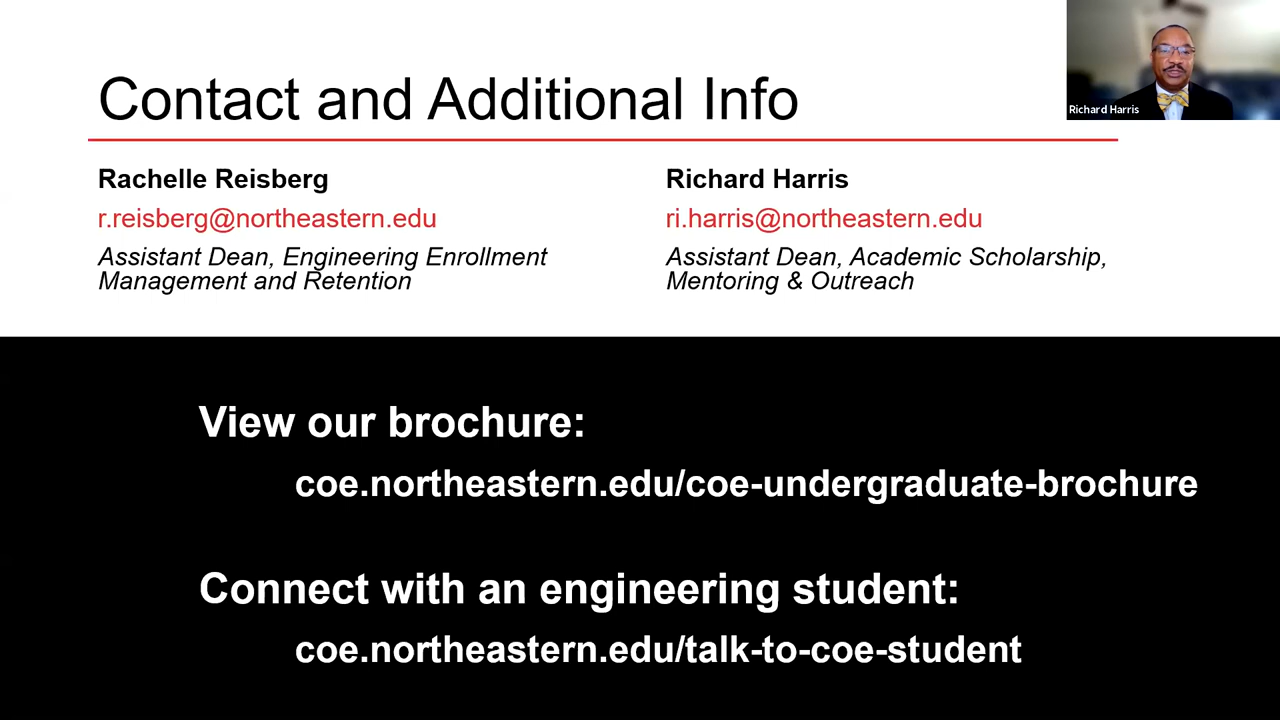 Contact and Additional Info
Richard Harris
Rachelle Reisberg
r.reisberg@northeastern.edu
Assistant Dean, Engineering Enrollment
Management and Retention
Richard Harris
ri.harris@northeastern.edu
Assistant Dean, Academic Scholarship,
Mentoring & Outreach
View our brochure:
coe.northeastern.edu/coe-undergraduate-brochure
Connect with an engineering student:
coe.northeastern.edu/talk-to-coe-student